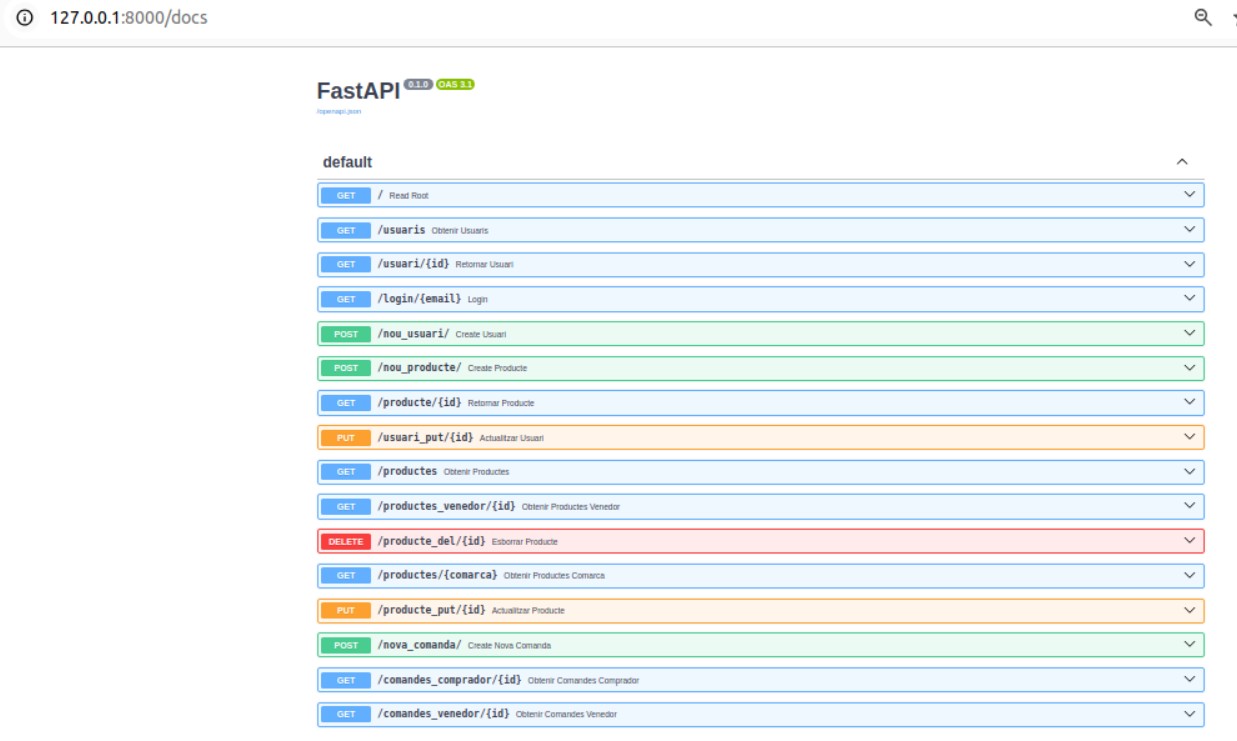 127.0.0.1:8000/docs
FastAPI 0.1.0 OAS 3.1
/openapi.json
default
GET / Read Root
GET /usuaris Obtenir Usuaris
GET /usuari/{id} Retornar Usuari
GET /login/{email} Login
POST /nou_usuari/ Create Usuari
POST /nou_producte/ Create Producte
GET /producte/{id} Retornar Producte
PUT /usuari_put/{id} Actualitzar Usuari
GET /productes Obtenir Productes
GET /productes_venedor/{id} Obtenir Productes Venedor
DELETE /producte_del/{id} Esborrar Producte
GET /productes/{comarca} Obtenir Productes Comarca
PUT /producte_put/{id} Actualitzar Producte
POST /nova_comanda/ Create Nova Comanda
GET /comandes_comprador/{id} Obtenir Comandes Comprador
GET /comandes_venedor/{id} Obtenir Comandes Venedor